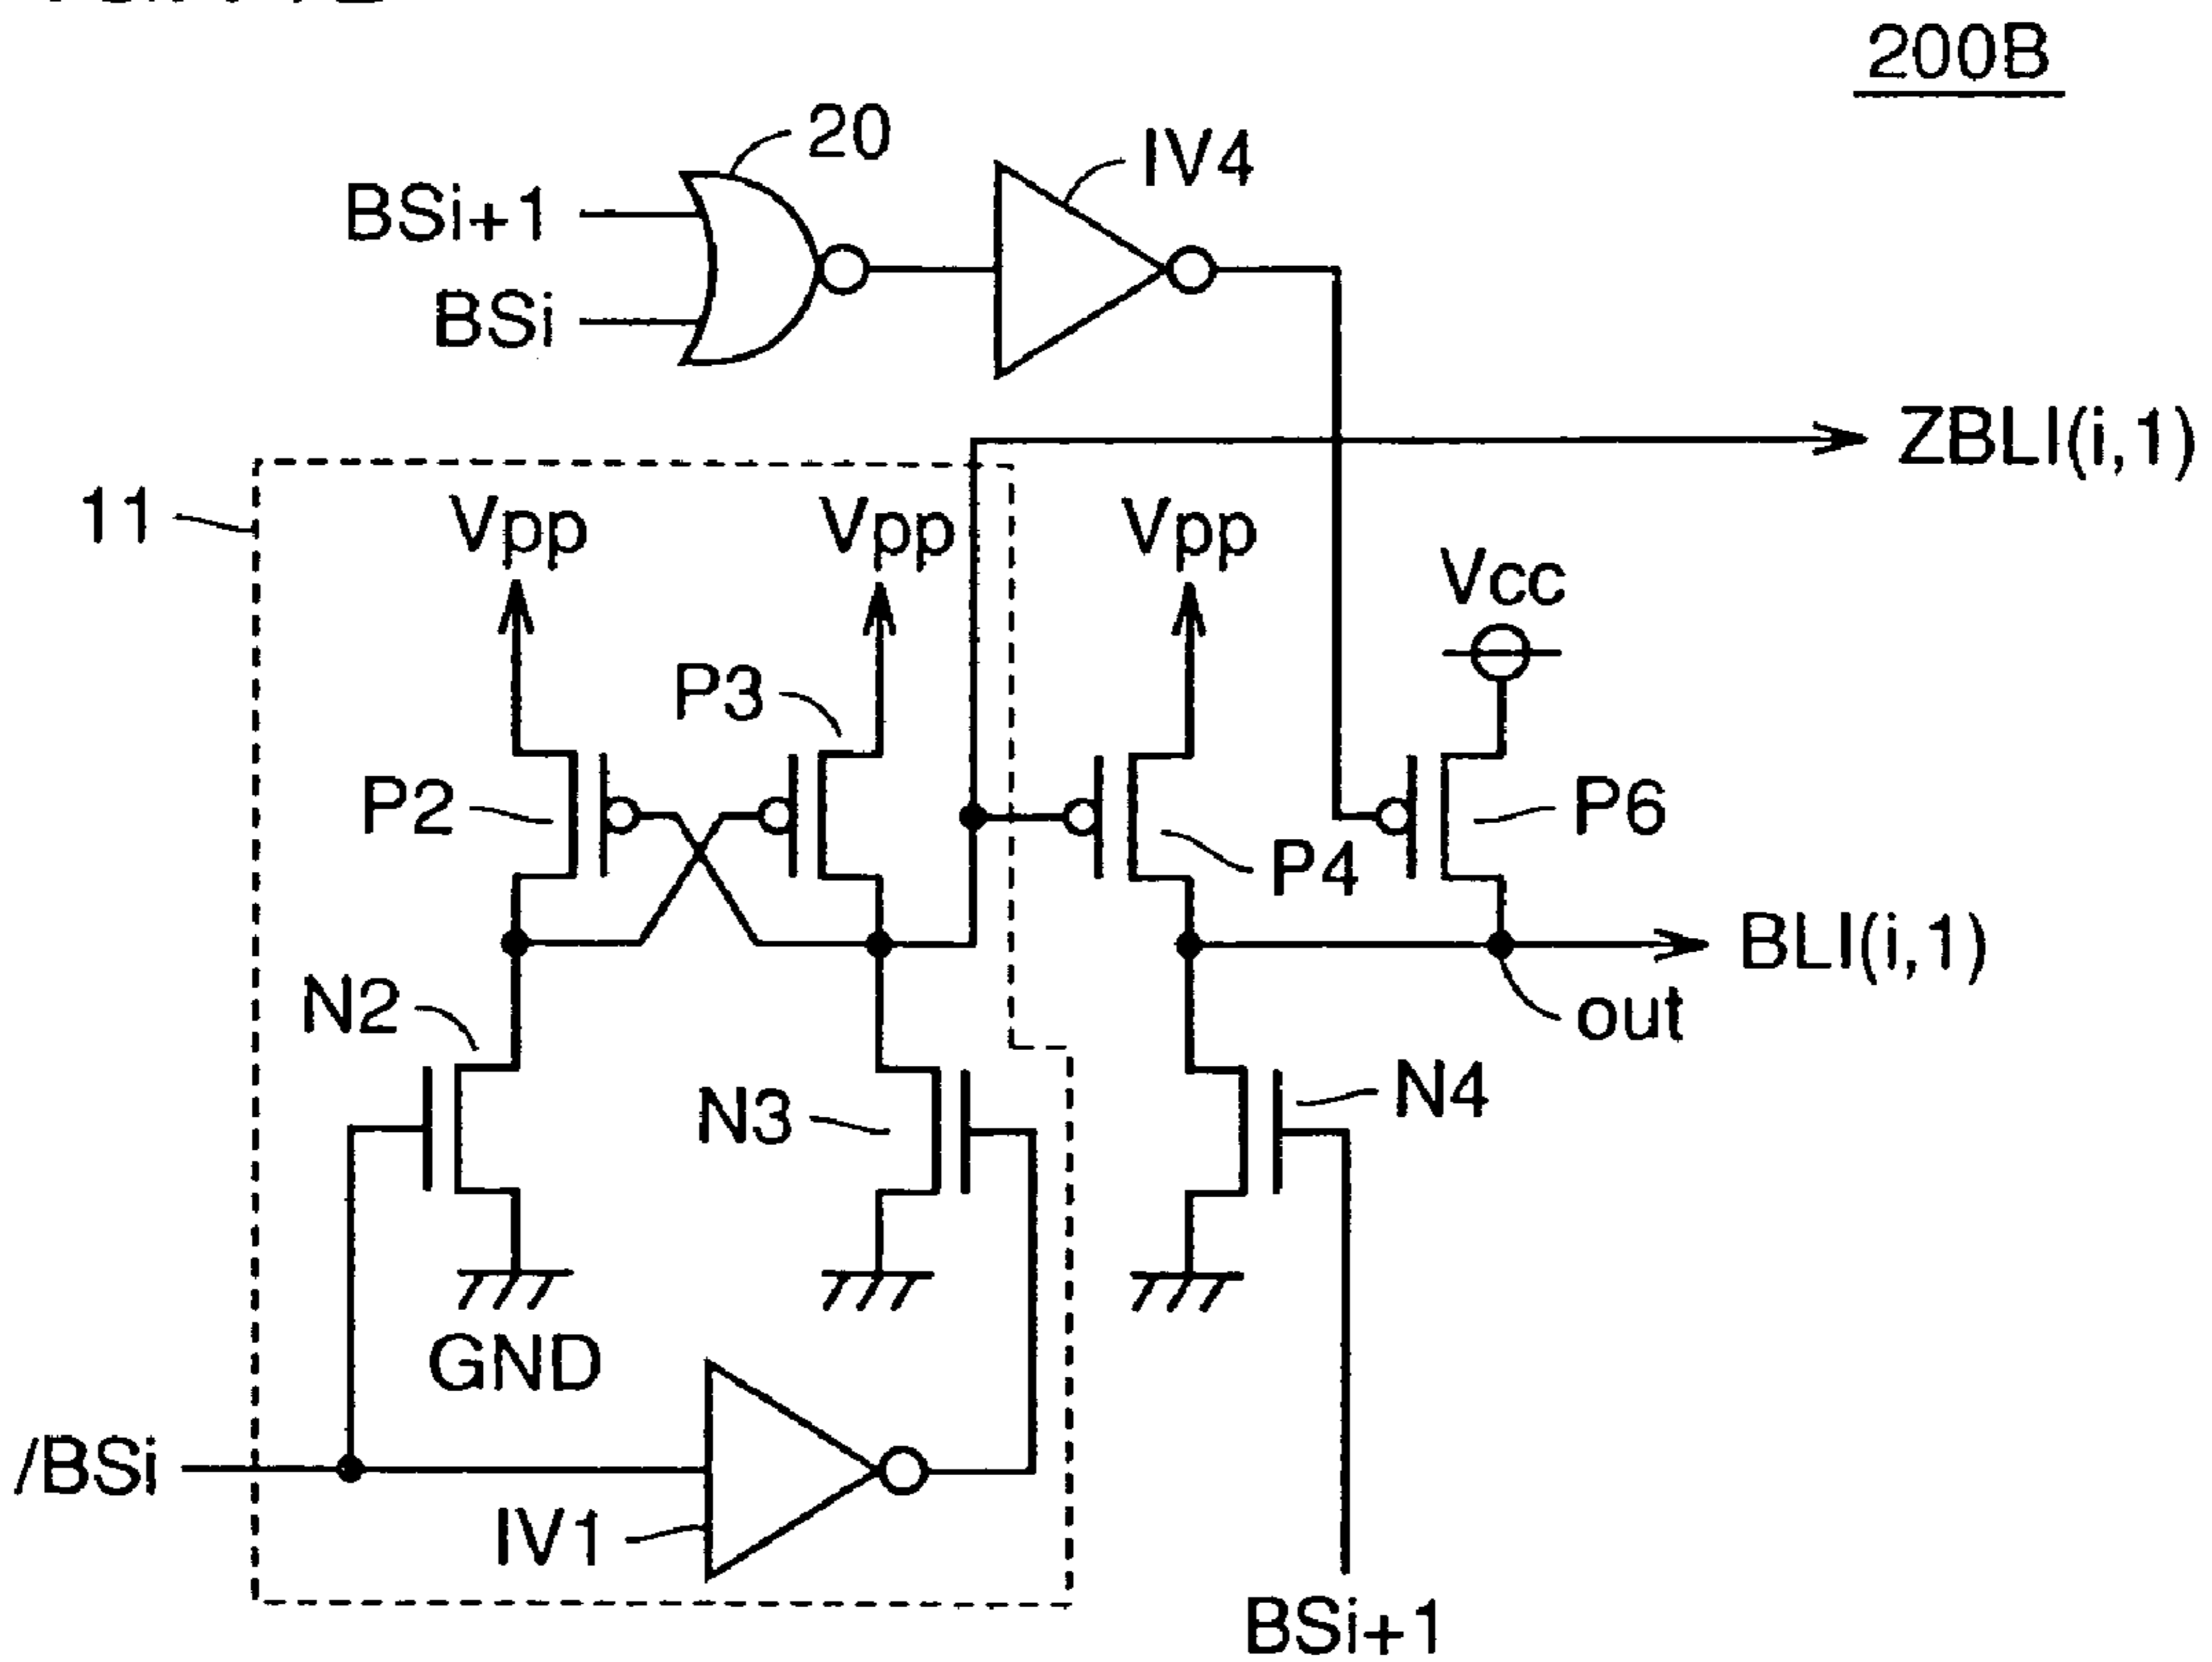 200B
20
IV4
BSi+1
BSi
ZBLI(i,1)
11
Vpp
Vpp
Vpp
Vcc
P3
P2
P6
P4
BLI(i,1)
N2
out
N3
N4
GND
/BSi
IV1
BSi+1